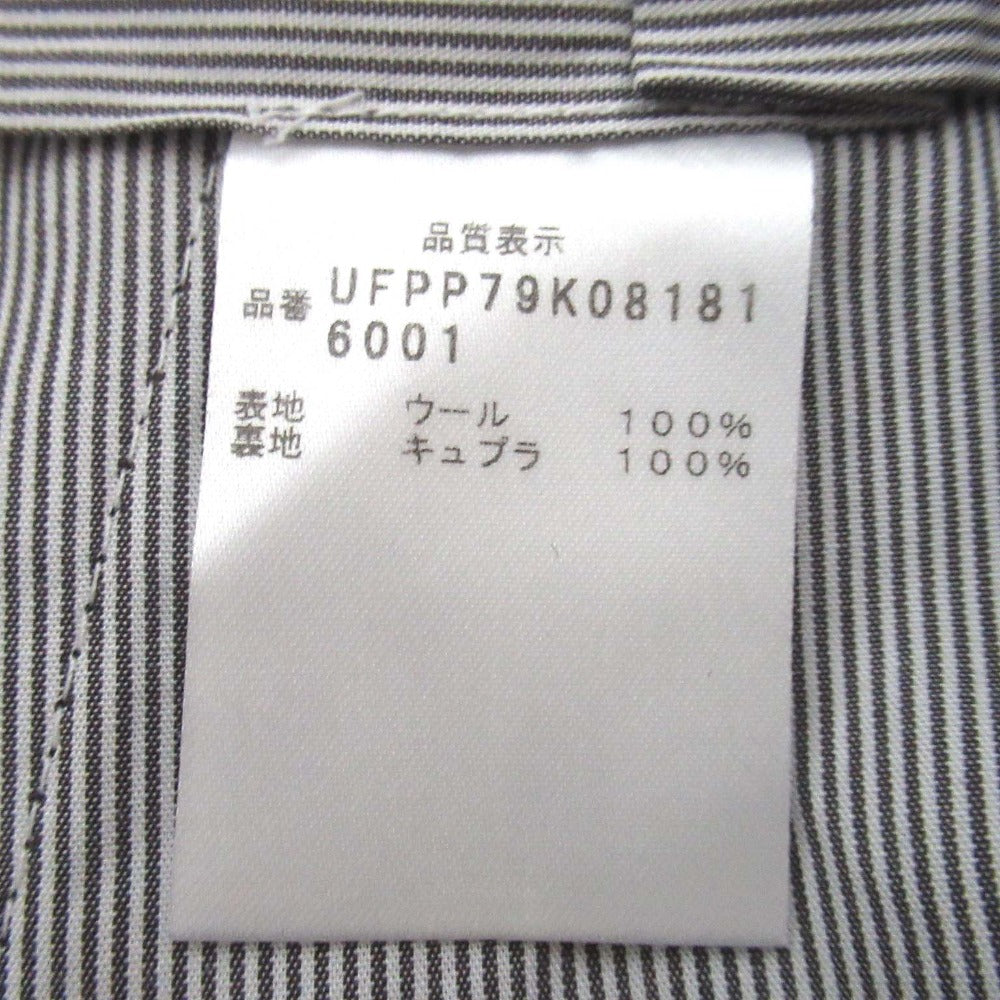 品質表示
品番 UFPP79K08181
6001
表地 ウール 100%
裏地 キュプラ 100%